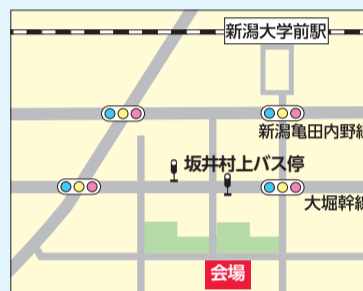 新潟大学前駅
新潟亀田内野線
坂井村上バス停
大堀幹線
会場